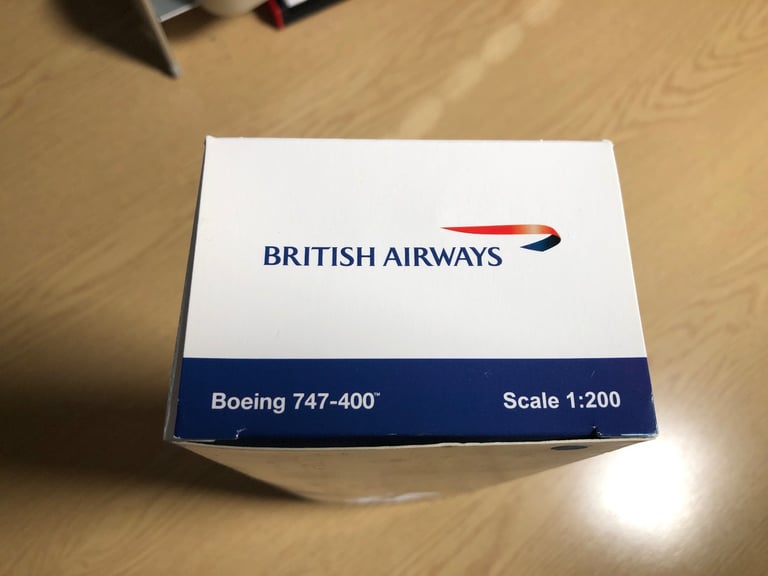 BRITISH AIRWAYS
Boeing 747-400™
Scale 1:200